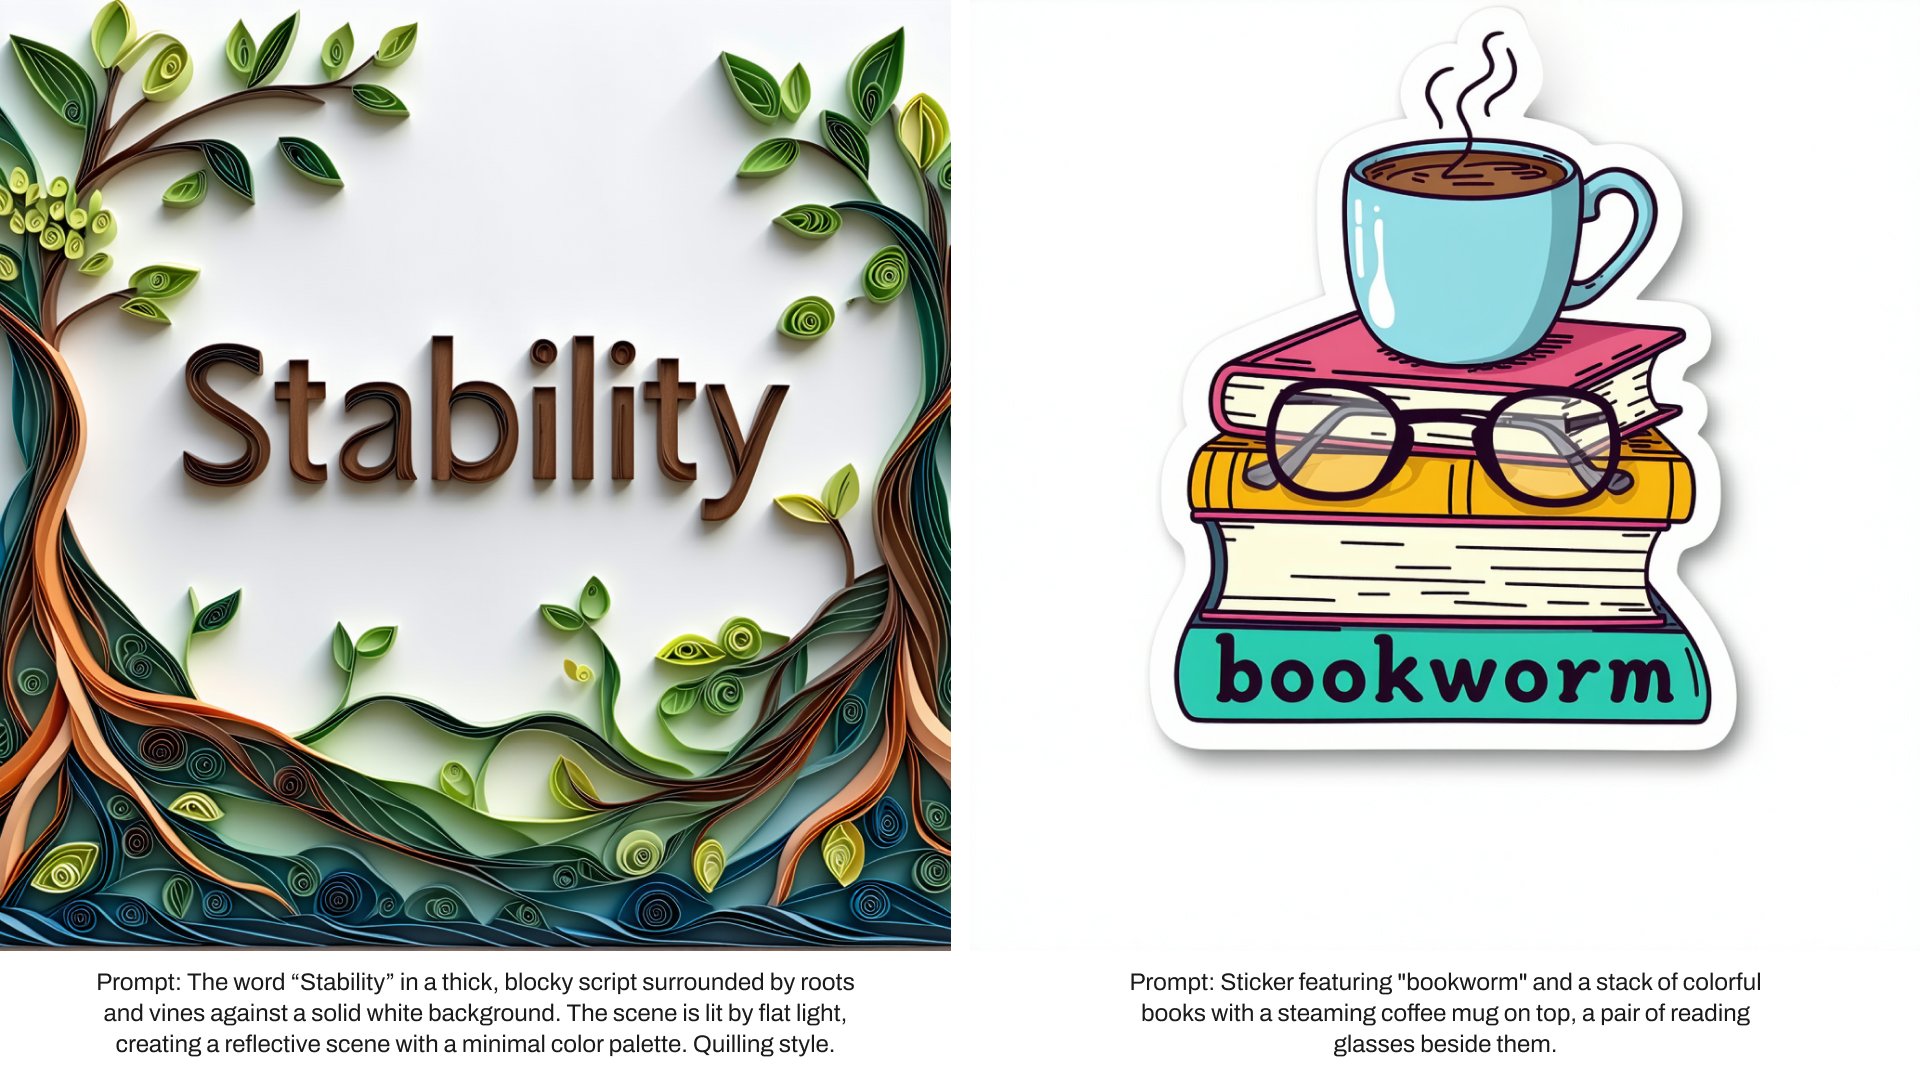 Stability
Prompt: The word “Stability” in a thick, blocky script surrounded by roots
and vines against a solid white background. The scene is lit by flat light,
creating a reflective scene with a minimal color palette. Quilling style.
bookworm
Prompt: Sticker featuring "bookworm" and a stack of colorful
books with a steaming coffee mug on top, a pair of reading
glasses beside them.